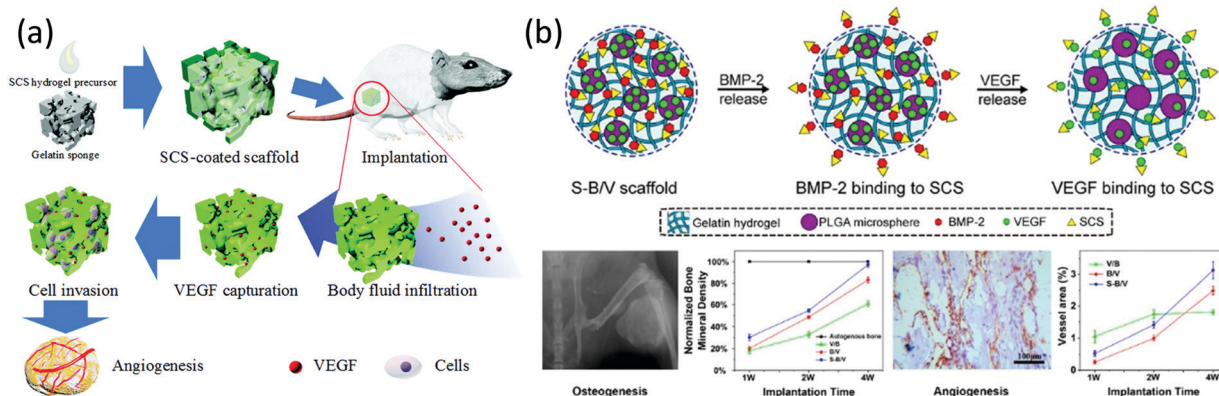 (a)
SCS hydrogel precursor
Gelatin sponge
SCS-coated scaffold
Implantation
Cell invasion
VEGF capturation
Body fluid infiltration
Angiogenesis
VEGF
Cells
(b)
BMP-2
release
VEGF
release
S-B/V scaffold
BMP-2 binding to SCS
VEGF binding to SCS
Gelatin hydrogel
PLGA microsphere
BMP-2
VEGF
SCS
Osteogenesis
Normalized Bone
Mineral Density
100%
80%
60%
40%
20%
0%
Autogenous bone
V/B
B/V
S-B/V
1W
2W
4W
Implantation Time
100μm
Angiogenesis
Vessel area (%)
3
2
1
0
V/B
B/V
S-B/V
1W
2W
4W
Implantation Time